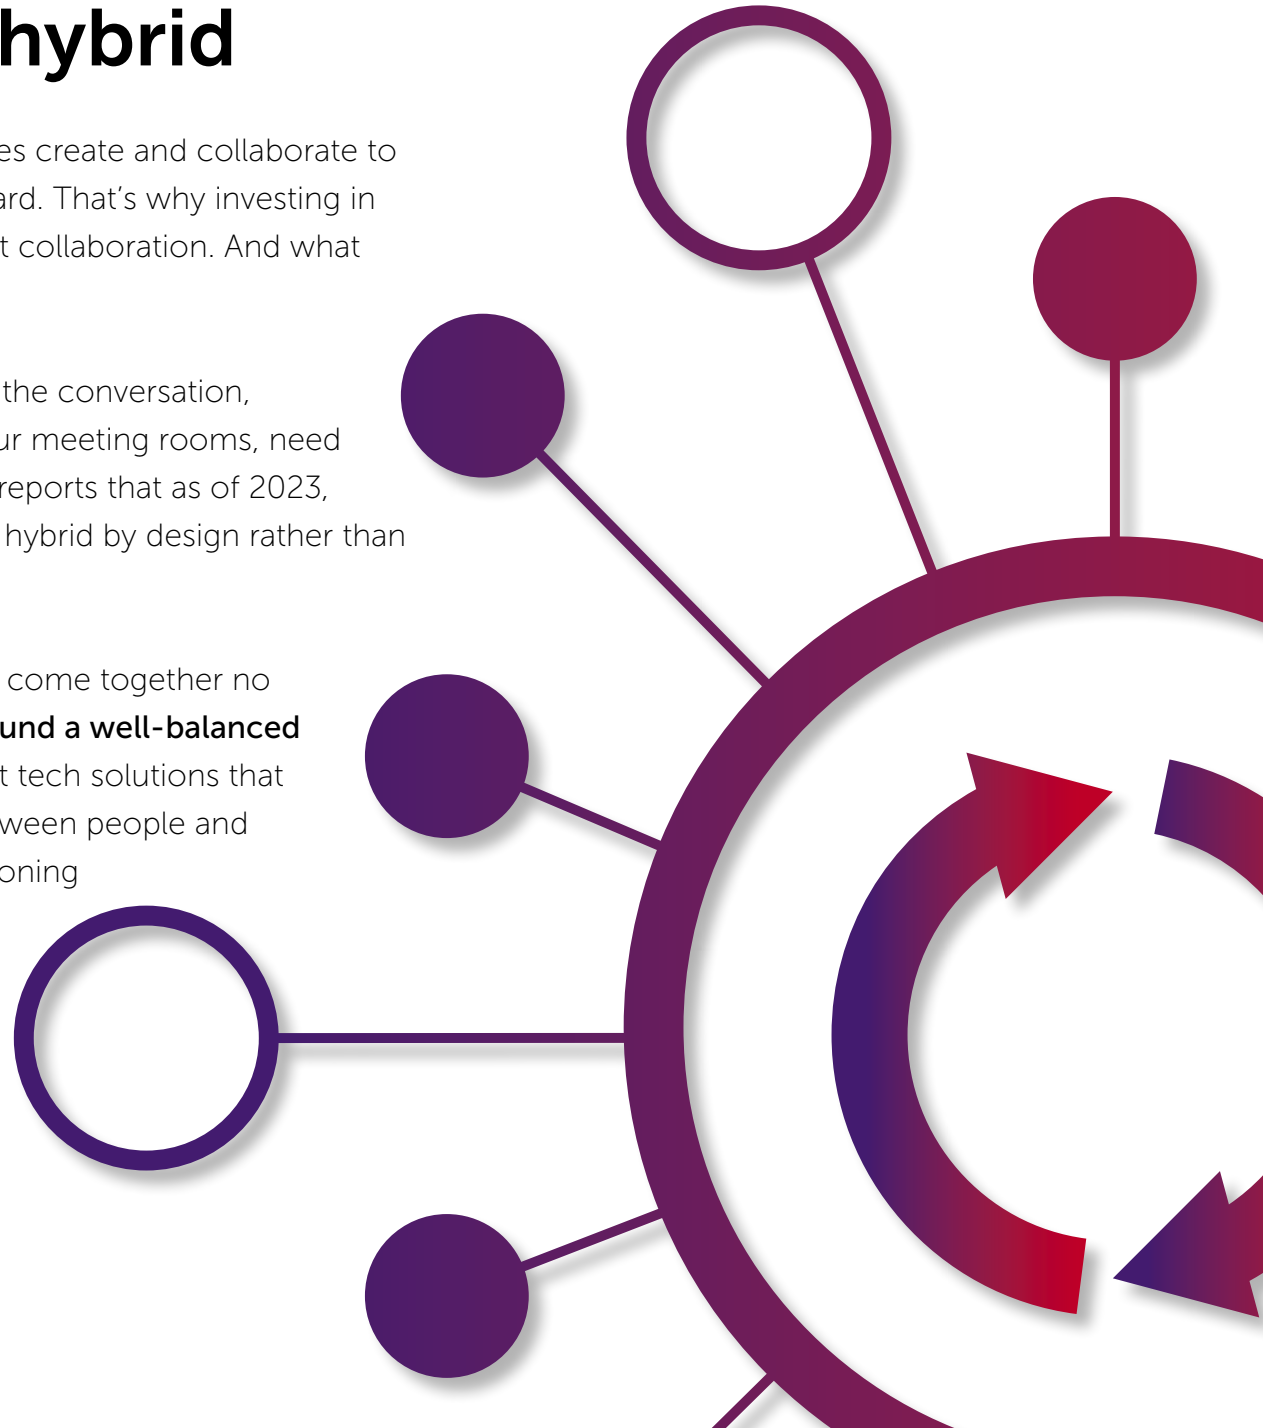 hybrid
es create and collaborate to
ard. That’s why investing in
t collaboration. And what
the conversation,
ur meeting rooms, need
reports that as of 2023,
hybrid by design rather than
come together no
und a well-balanced
t tech solutions that
ween people and
oning